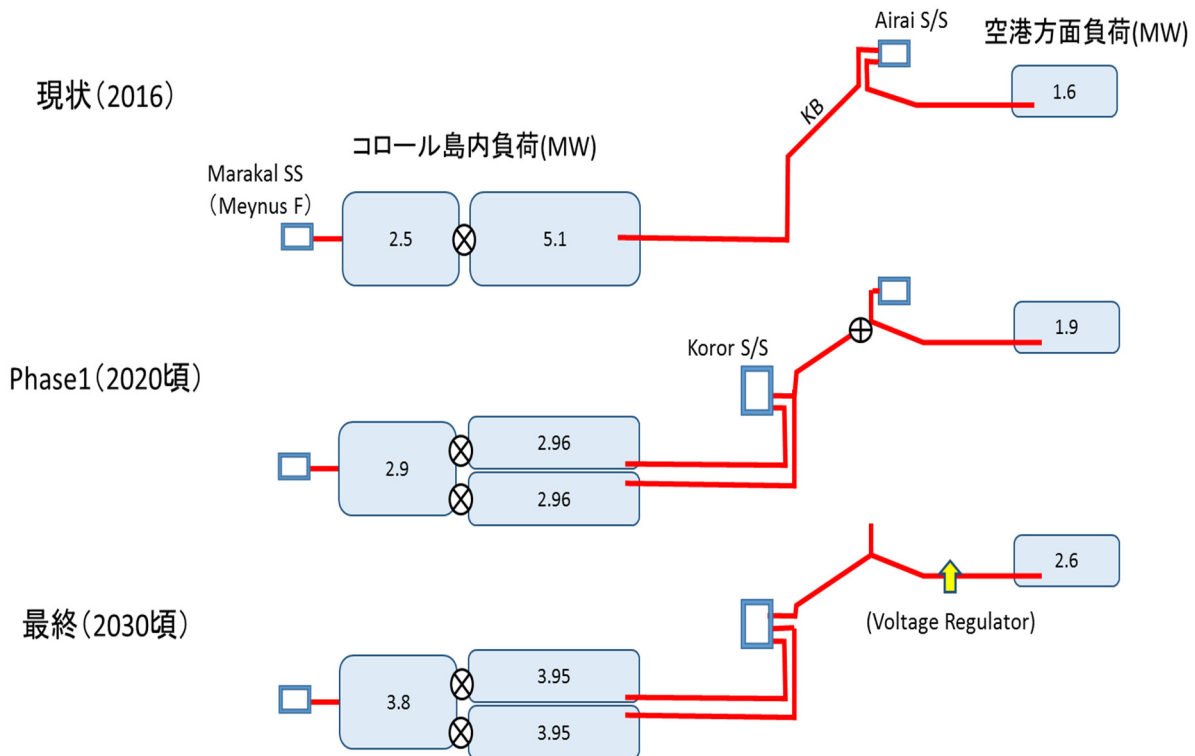 Airai S/S
空港方面負荷(MW)
現状（2016）
1.6
KB
コロール島内負荷(MW)
Marakal SS
（Meynus F）
2.5
5.1
1.9
Koror S/S
Phase1（2020頃）
2.9
2.96
2.96
2.6
最終（2030頃）
(Voltage Regulator)
3.8
3.95
3.95